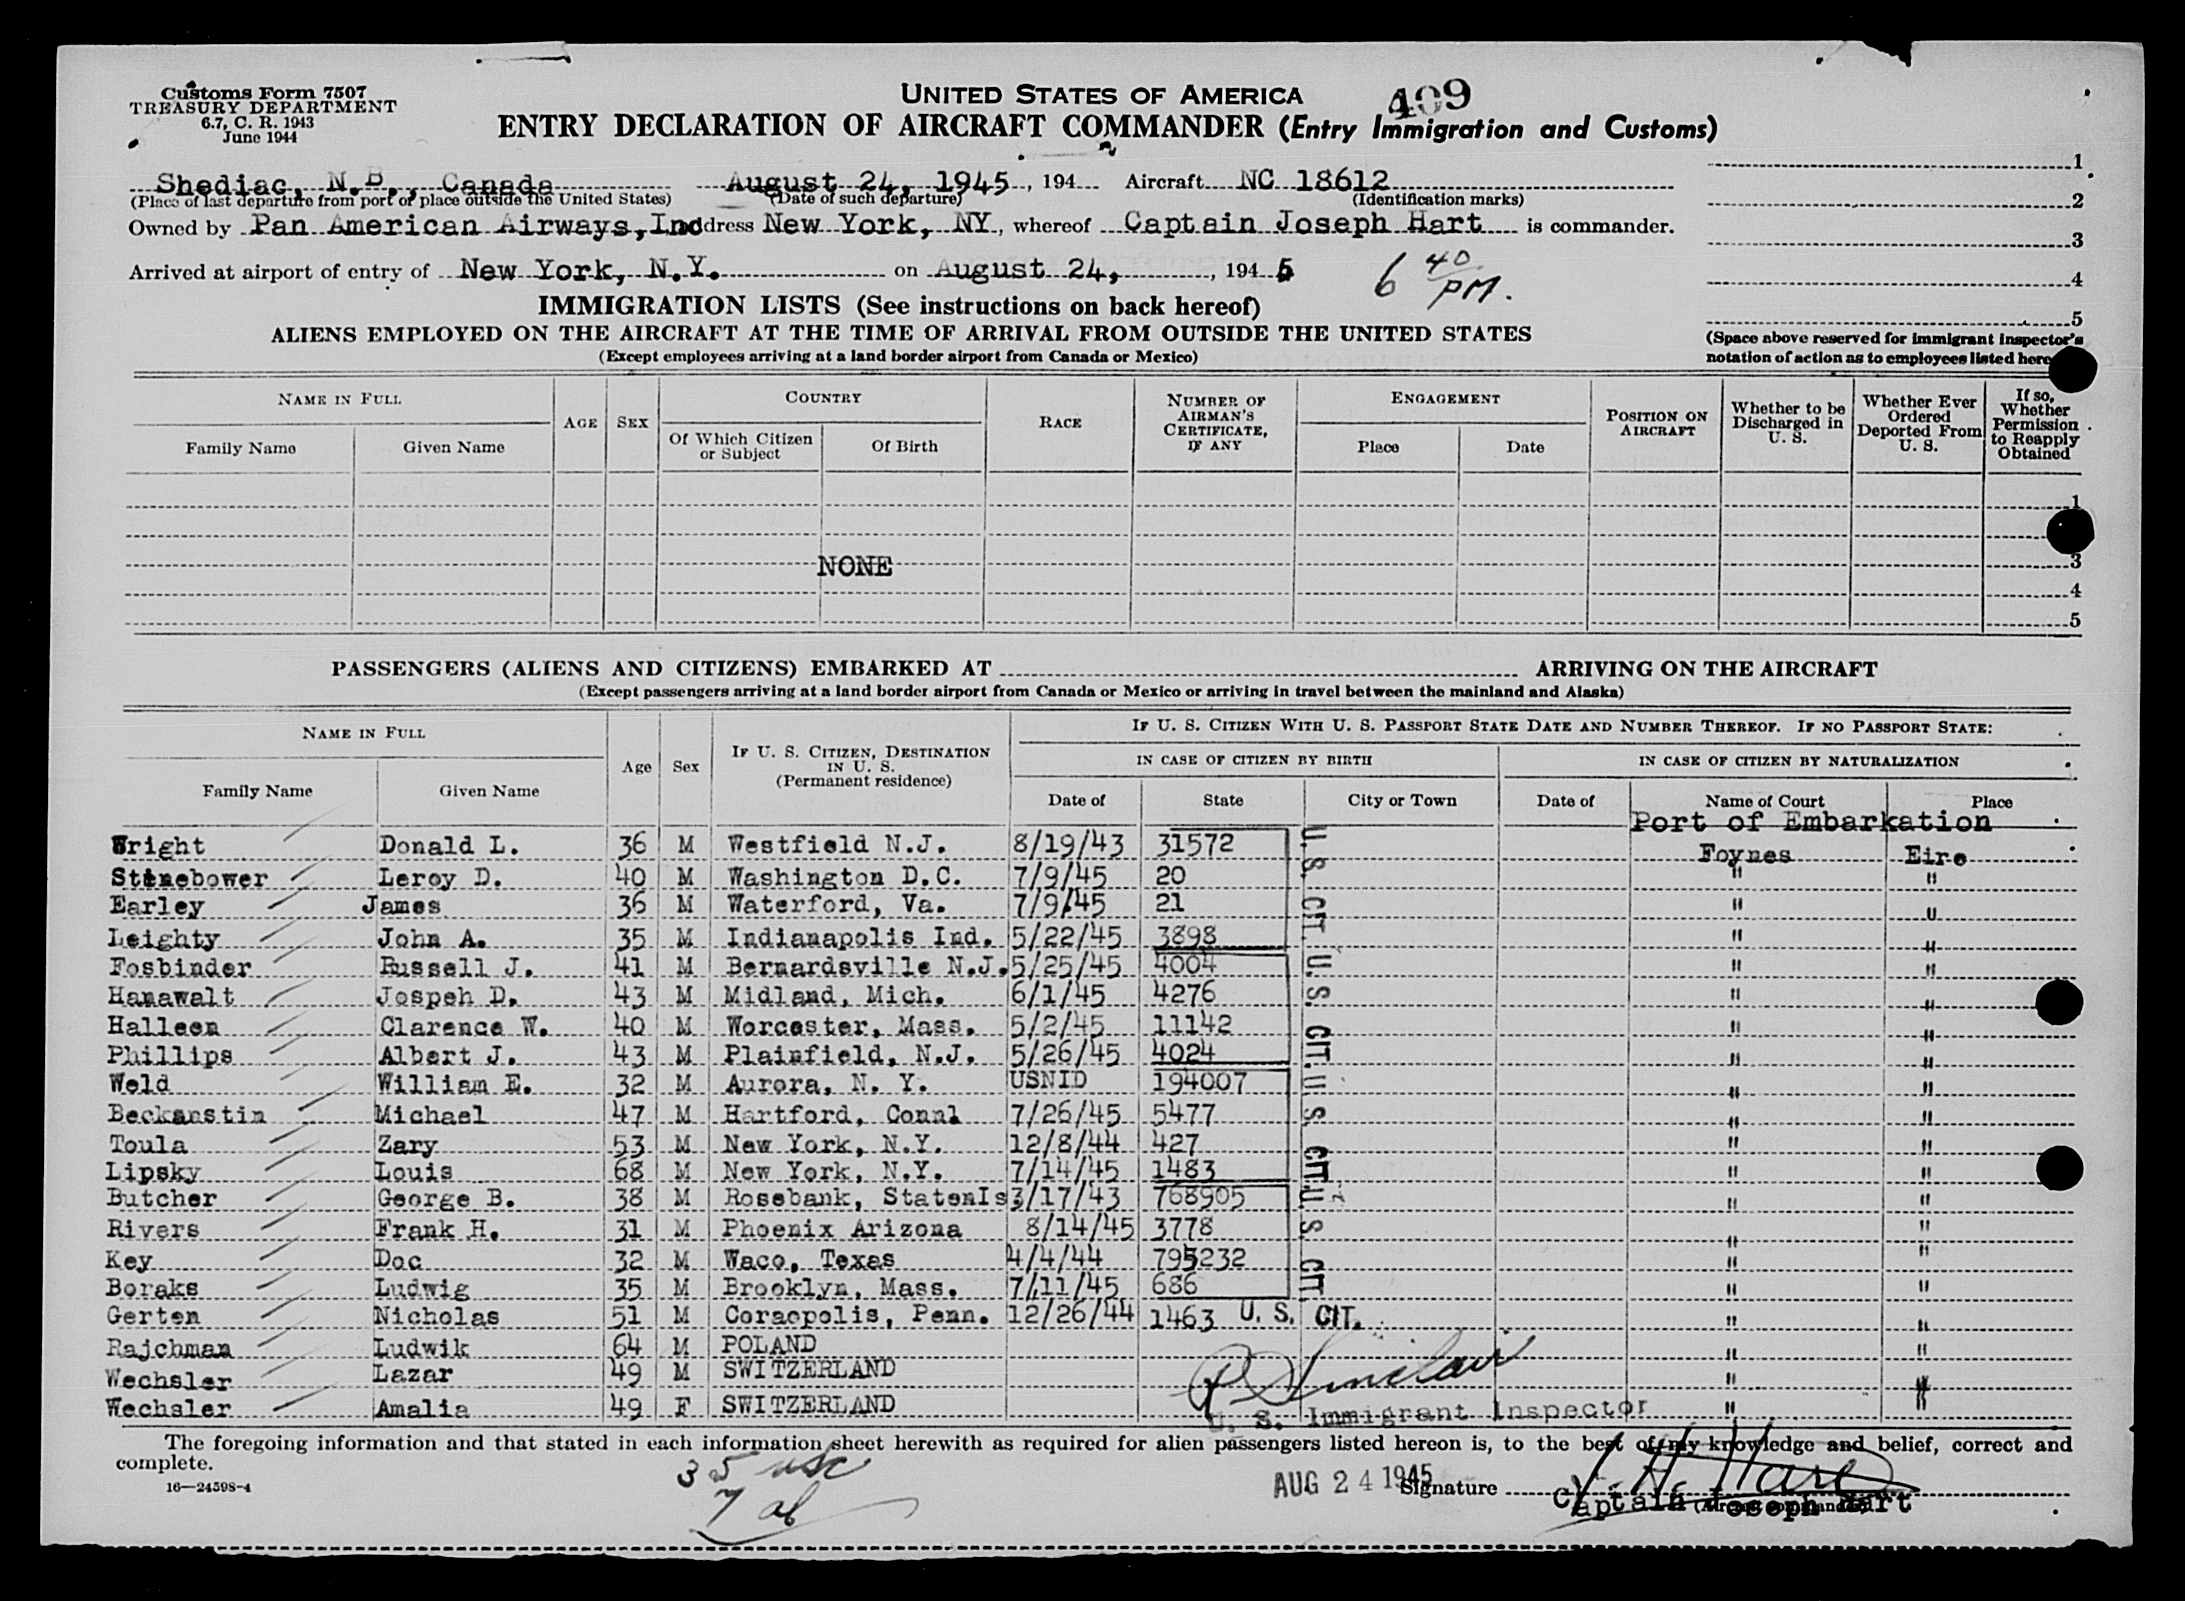 Customs Form 7507
TREASURY DEPARTMENT
6.7, C. R. 1943
June 1944
UNITED STATES OF AMERICA
409
ENTRY DECLARATION OF AIRCRAFT COMMANDER (Entry Immigration and Customs)
Shediac, N.B., Canada August 24, 1945, 194 Aircraft NC 18612
(Place of last departure from port or place outside the United States) (Date of such departure) (Identification marks)
Owned by Pan American Airways, Inc Address New York, NY, whereof Captain Joseph Hart is commander.
Arrived at airport of entry of New York, N.Y. on August 24, , 194 5
6 40 PM.
1
2
3
4
5
(Space above reserved for immigrant inspector's
notation of action as to employees listed here
IMMIGRATION LISTS (See instructions on back hereof)
ALIENS EMPLOYED ON THE AIRCRAFT AT THE TIME OF ARRIVAL FROM OUTSIDE THE UNITED STATES
(Except employees arriving at a land border airport from Canada or Mexico)
NAME IN FULL
Family Name Given Name
AGE SEX
COUNTRY
Of Which Citizen or Subject Of Birth
RACE
NUMBER OF AIRMAN'S CERTIFICATE, IF ANY
ENGAGEMENT
Place Date
POSITION ON AIRCRAFT
Whether to be Discharged in U. S.
Whether Ever Ordered Deported From U. S.
If so, Whether Permission to Reapply Obtained
1
NONE 3
4
5
PASSENGERS (ALIENS AND CITIZENS) EMBARKED AT ARRIVING ON THE AIRCRAFT
(Except passengers arriving at a land border airport from Canada or Mexico or arriving in travel between the mainland and Alaska)
NAME IN FULL
Family Name Given Name
Age Sex
IF U. S. CITIZEN, DESTINATION IN U. S.
(Permanent residence)
IF U. S. CITIZEN WITH U. S. PASSPORT STATE DATE AND NUMBER THEREOF. IF NO PASSPORT STATE:
IN CASE OF CITIZEN BY BIRTH IN CASE OF CITIZEN BY NATURALIZATION
Date of State City or Town Date of Name of Court Place
Port of Embarkation
Wright Donald L. 36 M Westfield N.J. 8/19/43 31572 Foynes Eire
Stinebower Leroy D. 40 M Washington D.C. 7/9/45 20 " "
Earley James 36 M Waterford, Va. 7/9/45 21 " "
Leighty John A. 35 M Indianapolis Ind. 5/22/45 3898 " "
Fosbinder Russell J. 41 M Bernardsville N.J. 5/25/45 4004 " "
Hanawalt Jospeh D. 43 M Midland, Mich. 6/1/45 4276 " "
Halleen Clarence W. 40 M Worcester, Mass. 5/2/45 11142 " "
Phillips Albert J. 43 M Plainfield, N.J. 5/26/45 4024 " "
Weld William E. 32 M Aurora, N. Y. USNID 194007 " "
Beckanstin Michael 47 M Hartford, Connl 7/26/45 5477 " "
Toula Zary 53 M New York, N.Y. 12/8/44 427 " "
Lipsky Louis 68 M New York, N.Y. 7/14/45 1483 " "
Butcher George B. 38 M Rosebank, StatenIs 3/17/43 768905 " "
Rivers Frank H. 31 M Phoenix Arizona 8/14/45 3778 " "
Key Doc 32 M Waco, Texas 4/4/44 795232 " "
Boraks Ludwig 35 M Brooklyn, Mass. 7/11/45 686 " "
Gerten Nicholas 51 M Coraopolis, Penn. 12/26/44 1463 U. S. CIT. " "
Rajchman Ludwik 64 M POLAND " "
Wechsler Lazar 49 M SWITZERLAND " "
Wechsler Amalia 49 F SWITZERLAND " "
U. S. CIT. U. S. CIT. U. S. CIT. U. S. CIT.
Sinclair
U. S. Immigrant Inspector
The foregoing information and that stated in each information sheet herewith as required for alien passengers listed hereon is, to the best of my knowledge and belief, correct and
complete.
16—24598-4
35 usc
7 al
AUG 24 1945
Signature J. H. Hart
Captain Joseph Hart
(Aircraft commander)